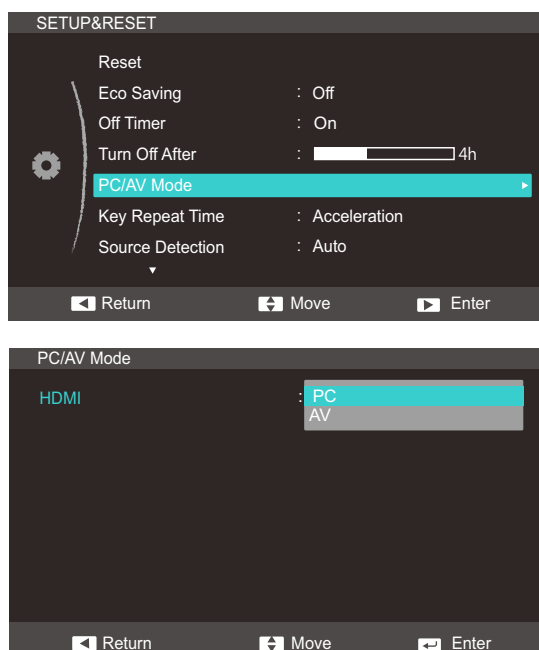 SETUP&RESET
Reset
Eco Saving : Off
Off Timer : On
Turn Off After : 4h
PC/AV Mode
Key Repeat Time : Acceleration
Source Detection : Auto
Return Move Enter
PC/AV Mode
HDMI : PC
AV
Return Move Enter